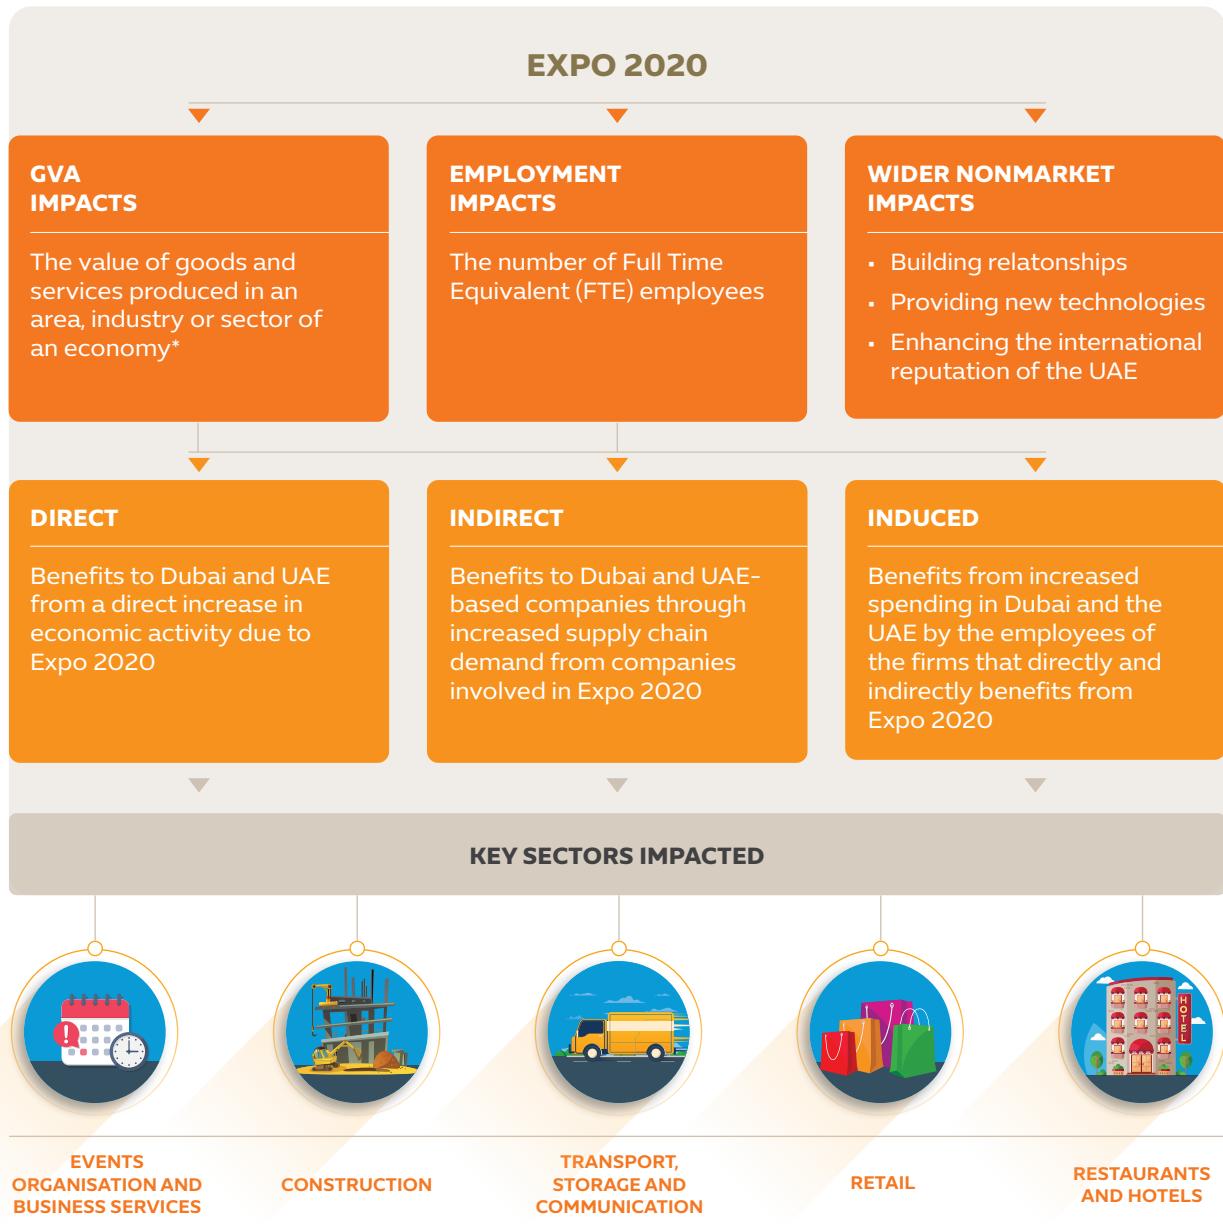 EXPO 2020
GVA
IMPACTS
The value of goods and
services produced in an
area, industry or sector of
an economy*
EMPLOYMENT
IMPACTS
The number of Full Time
Equivalent (FTE) employees
WIDER NONMARKET
IMPACTS
▪ Building relatonships
▪ Providing new technologies
▪ Enhancing the international
reputation of the UAE
DIRECT
Benefits to Dubai and UAE
from a direct increase in
economic activity due to
Expo 2020
INDIRECT
Benefits to Dubai and UAE-
based companies through
increased supply chain
demand from companies
involved in Expo 2020
INDUCED
Benefits from increased
spending in Dubai and the
UAE by the employees of
the firms that directly and
indirectly benefits from
Expo 2020
KEY SECTORS IMPACTED
!
HOTEL
EVENTS
ORGANISATION AND
BUSINESS SERVICES
CONSTRUCTION
TRANSPORT,
STORAGE AND
COMMUNICATION
RETAIL
RESTAURANTS
AND HOTELS